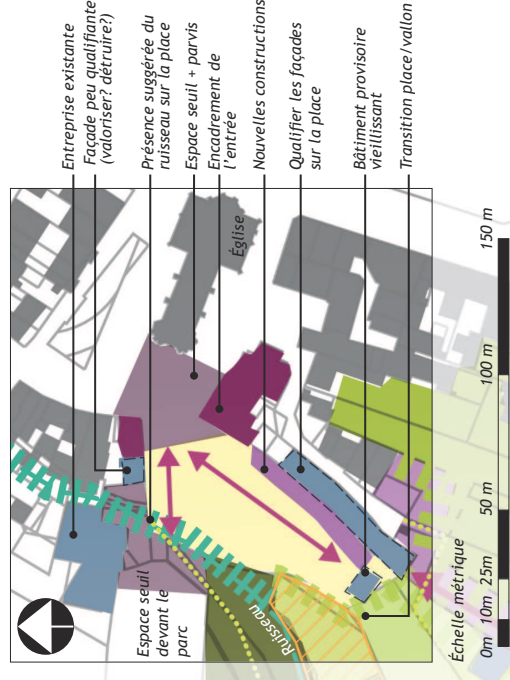 Entreprise existante
Façade peu qualifiante
(valoriser? détruire?)
Présence suggérée du
ruisseau sur la place
Espace seuil + parvis
Encadrement de
l'entrée
Nouvelles constructions
Qualifier les façades
sur la place
Bâtiment provisoire
vieillissant
Transition place/vallon
Église
Espace seuil
devant le
parc
Ruisseau
Échelle métrique
0m 10m 25m 50 m 100 m 150 m